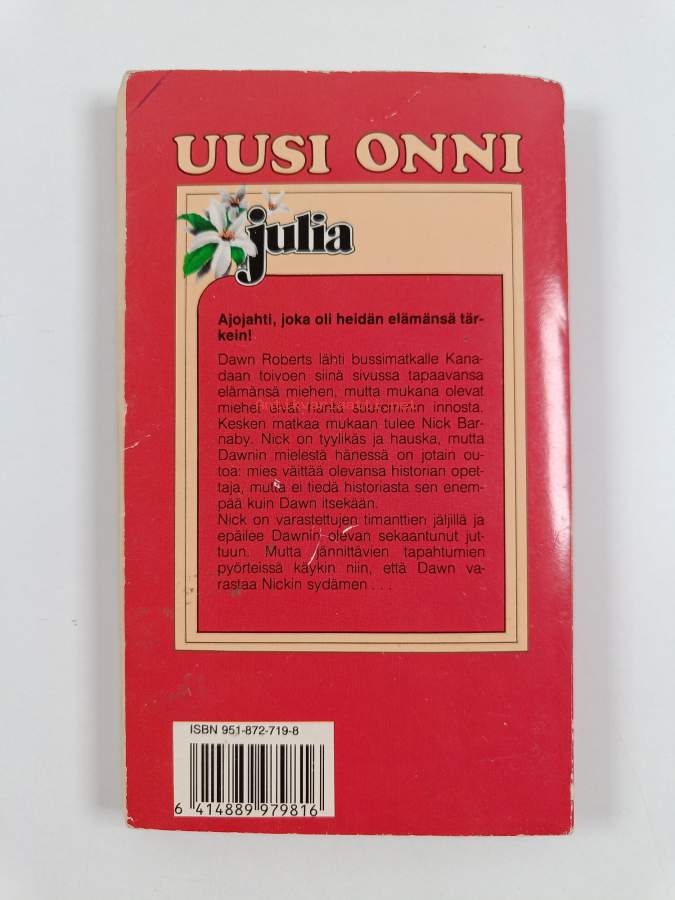 UUSI ONNI
julia
Ajojahti, joka oli heidän elämänsä tär-
kein!
Dawn Roberts lähti bussimatkalle Kana-
daan toivoen siinä sivussa tapaavansa
elämänsä miehen, mutta mukana olevat
miehet eivät häntä suuremmin innosta.
Kesken matkaa mukaan tulee Nick Bar-
naby. Nick on tyylikäs ja hauska, mutta
Dawnin mielestä hänessä on jotain ou-
toa: mies väittää olevansa historian opet-
taja, mutta ei tiedä historiasta sen enem-
pää kuin Dawn itsekään.
Nick on varastettujen timanttien jäljillä ja
epäilee Dawnin olevan sekaantunut jut-
tuun. Mutta jännittävien tapahtumien
pyörteissä käykin niin, että Dawn va-
rastaa Nickin sydämen . . .
ISBN 951-872-719-8
6 414889 979816